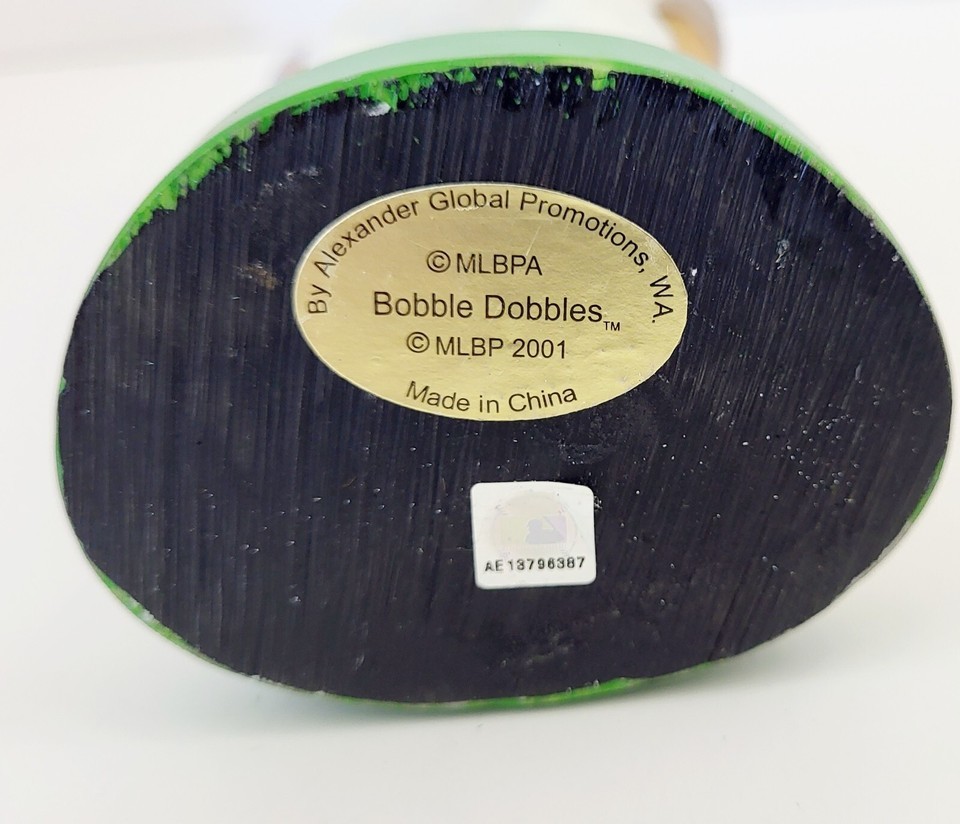 By Alexander Global Promotions, WA.
©MLBPA
Bobble Dobbles™
©MLBP 2001
Made in China
AE13796387